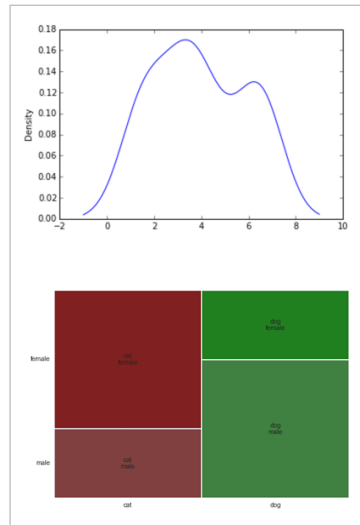 0.18
0.16
0.14
0.12
0.10
0.08
0.06
0.04
0.02
0.00
Density
−2
0
2
4
6
8
10
female
male
cat
female
dog
female
cat
male
dog
male
cat
dog